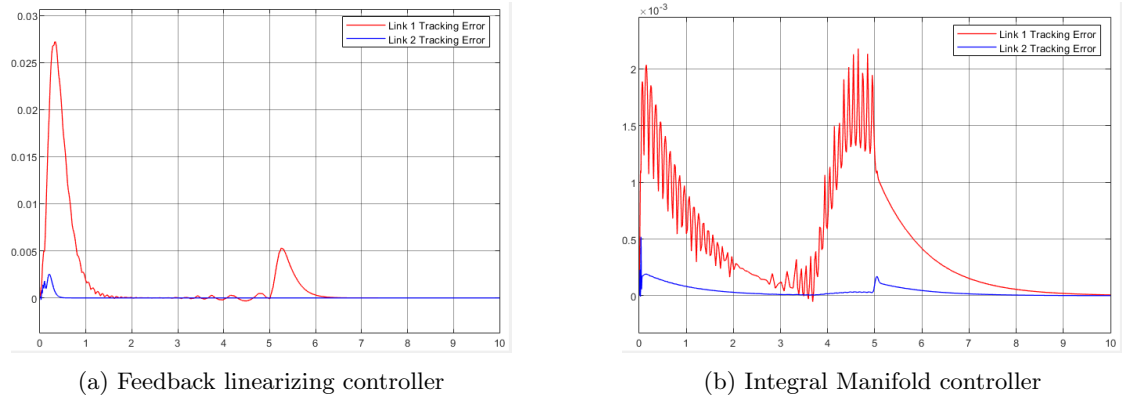 0.03
0.025
0.02
0.015
0.01
0.005
0
0 1 2 3 4 5 6 7 8 9 10
Link 1 Tracking Error
Link 2 Tracking Error
(a) Feedback linearizing controller
×10⁻³
2
1.5
1
0.5
0
0 1 2 3 4 5 6 7 8 9 10
Link 1 Tracking Error
Link 2 Tracking Error
(b) Integral Manifold controller